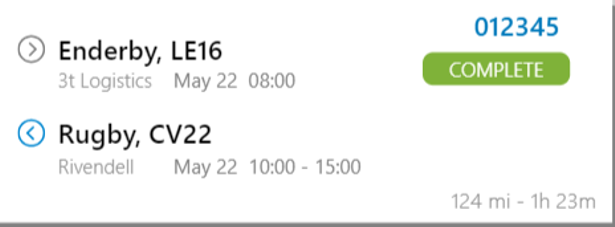 012345
Enderby, LE16
COMPLETE
3t Logistics May 22 08:00
Rugby, CV22
Rivendell May 22 10:00 - 15:00
124 mi - 1h 23m